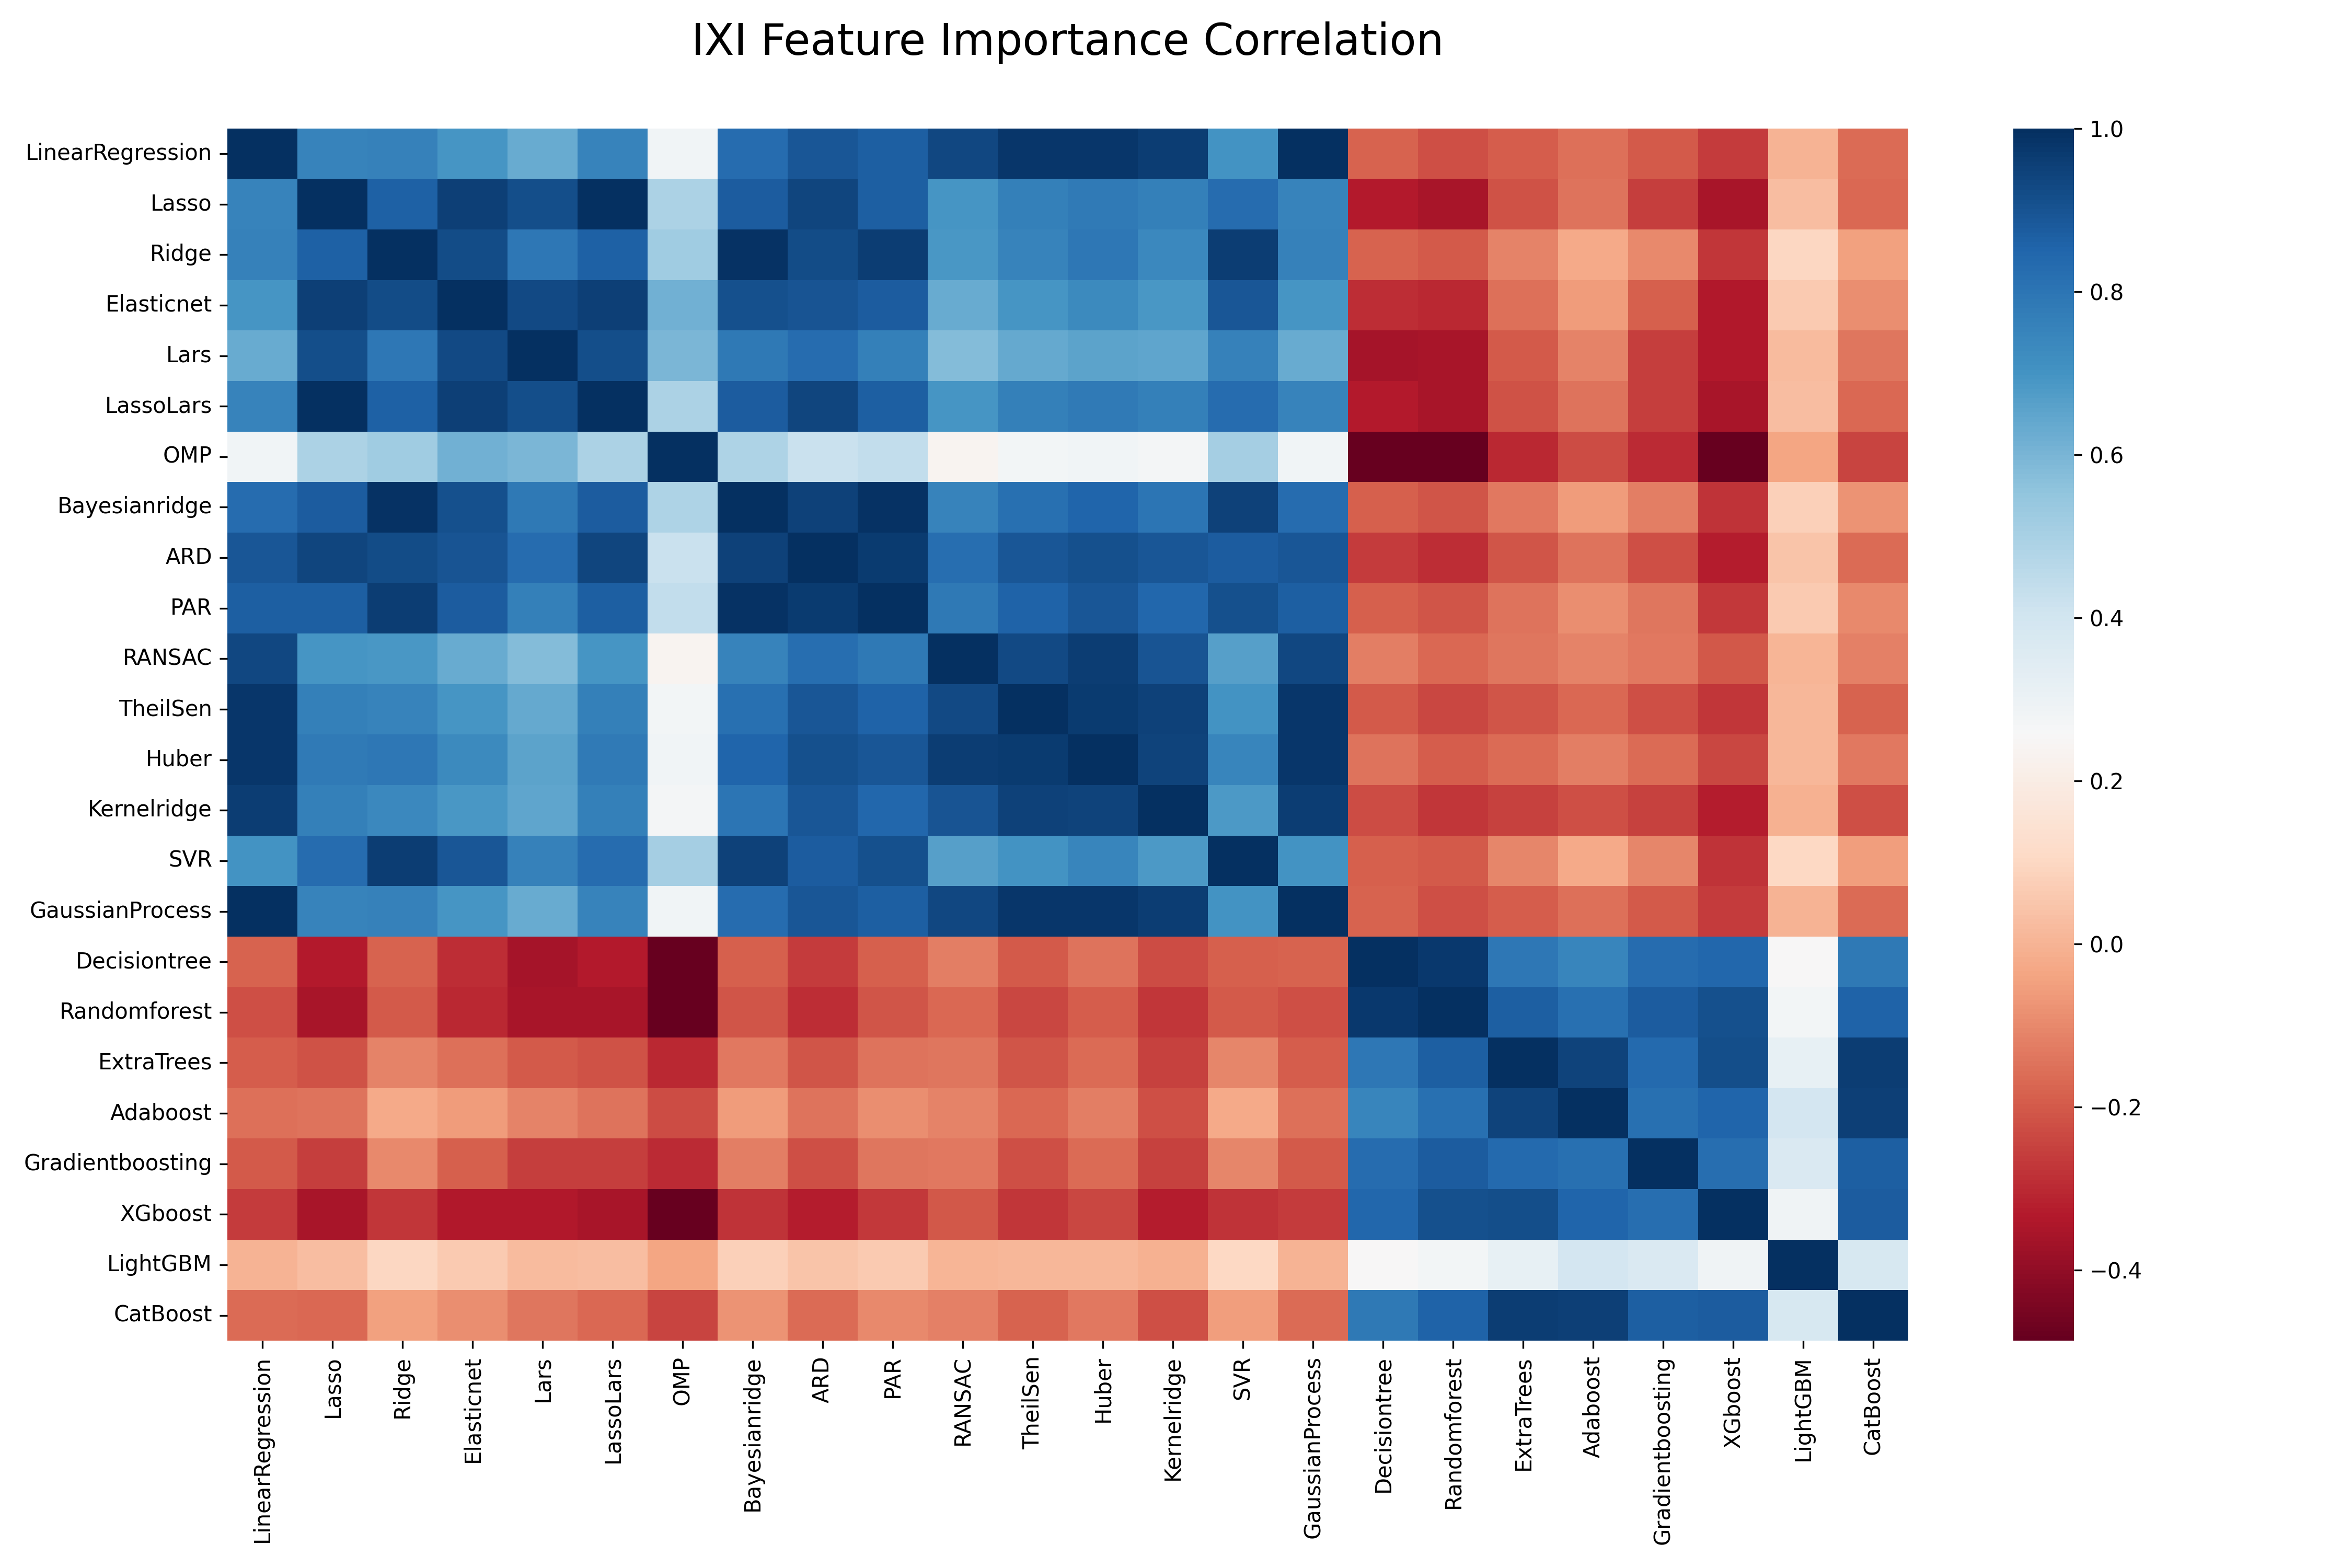 IXI Feature Importance Correlation
LinearRegression
Lasso
Ridge
Elasticnet
Lars
LassoLars
OMP
Bayesianridge
ARD
PAR
RANSAC
TheilSen
Huber
Kernelridge
SVR
GaussianProcess
Decisiontree
Randomforest
ExtraTrees
Adaboost
Gradientboosting
XGboost
LightGBM
CatBoost
LinearRegression
Lasso
Ridge
Elasticnet
Lars
LassoLars
OMP
Bayesianridge
ARD
PAR
RANSAC
TheilSen
Huber
Kernelridge
SVR
GaussianProcess
Decisiontree
Randomforest
ExtraTrees
Adaboost
Gradientboosting
XGboost
LightGBM
CatBoost
1.0
0.8
0.6
0.4
0.2
0.0
−0.2
−0.4